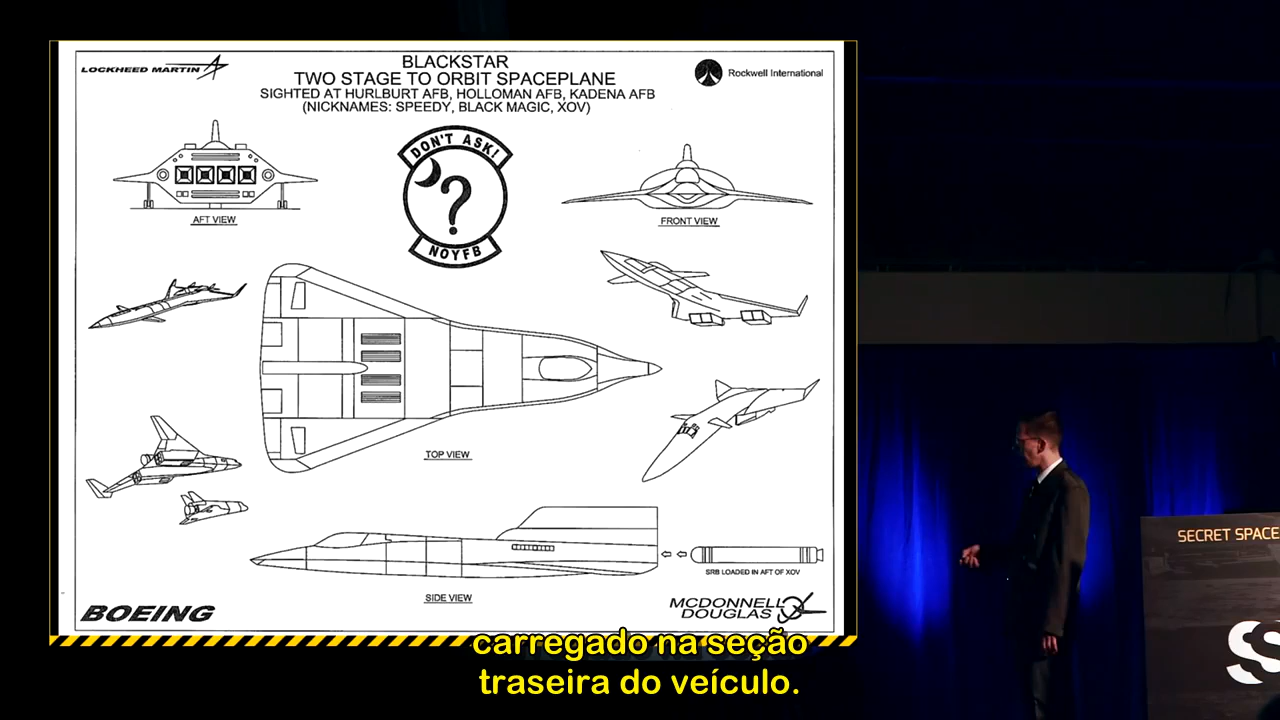 LOCKHEED MARTIN
BLACKSTAR
TWO STAGE TO ORBIT SPACEPLANE
SIGHTED AT HURLBURT AFB, HOLLOMAN AFB, KADENA AFB
(NICKNAMES: SPEEDY, BLACK MAGIC, XOV)
Rockwell International
DON'T ASK!
?
NOYFB
AFT VIEW
FRONT VIEW
TOP VIEW
SRB LOADED IN AFT OF XOV
SIDE VIEW
BOEING
MCDONNELL
DOUGLAS
SECRET SPACE
SS
carregado na seção
traseira do veículo.